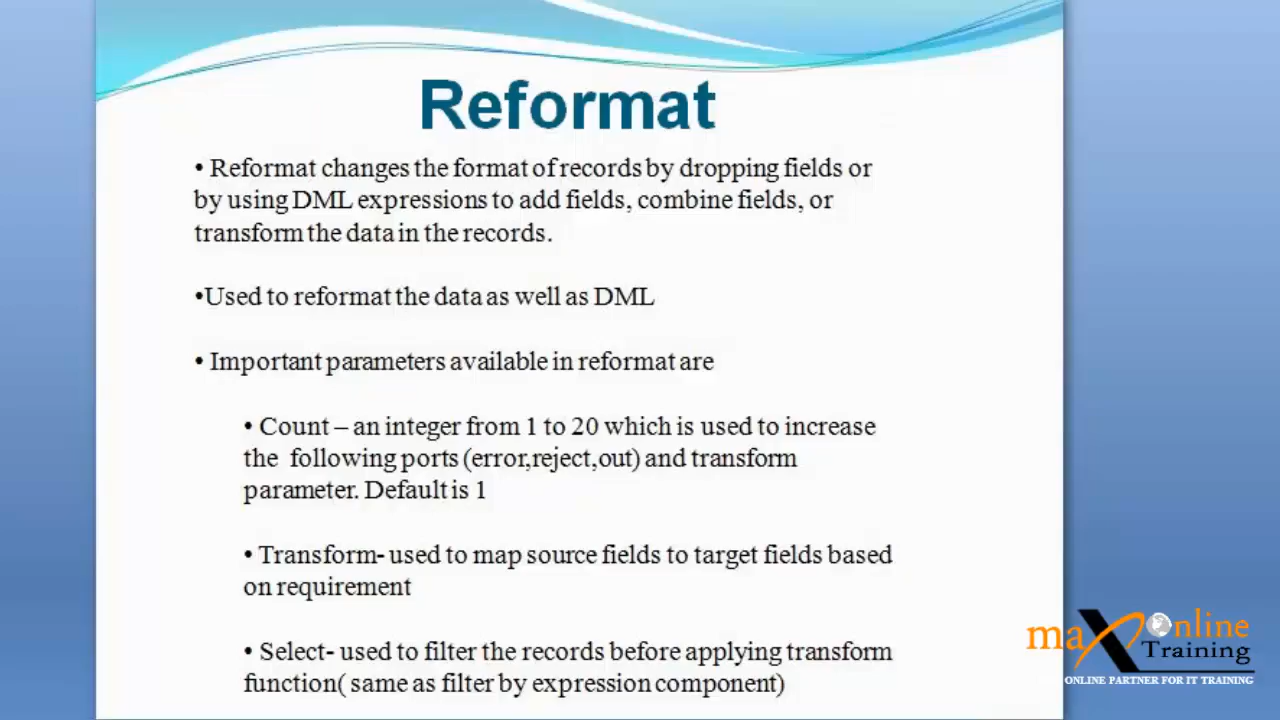 Reformat
• Reformat changes the format of records by dropping fields or
by using DML expressions to add fields, combine fields, or
transform the data in the records.
•Used to reformat the data as well as DML
• Important parameters available in reformat are
• Count – an integer from 1 to 20 which is used to increase
the following ports (error,reject,out) and transform
parameter. Default is 1
• Transform- used to map source fields to target fields based
on requirement
• Select- used to filter the records before applying transform
function( same as filter by expression component)
maX Online
Training
ONLINE PARTNER FOR IT TRAINING